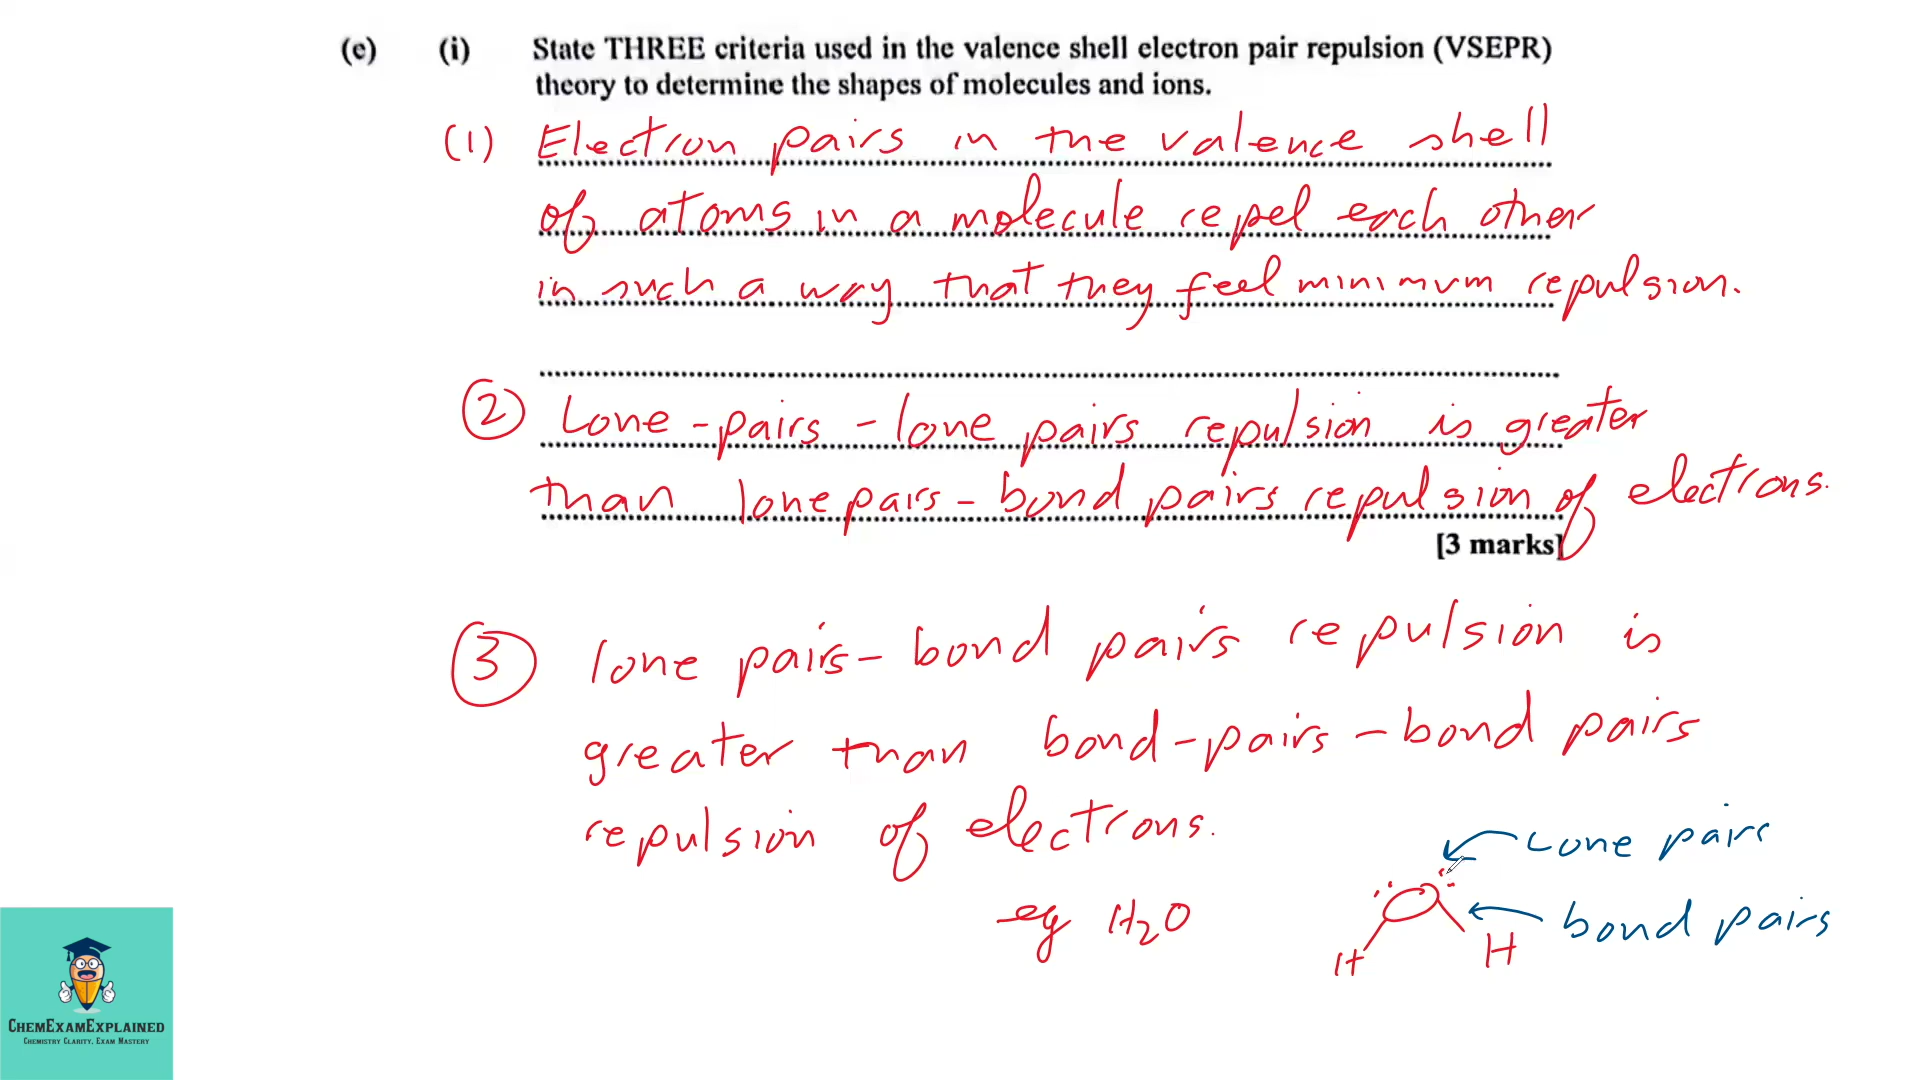 (c) (i) State THREE criteria used in the valence shell electron pair repulsion (VSEPR)
theory to determine the shapes of molecules and ions.
(1) Electron pairs in the valence shell
of atoms in a molecule repel each other
in such a way that they feel minimum repulsion.
(2) Lone-pairs - lone pairs repulsion is greater
than lone pairs - bond pairs repulsion of electrons.
[3 marks]
(3) lone pairs - bond pairs repulsion is
greater than bond-pairs - bond pairs
repulsion of electrons.
Lone pairs
eg H₂O
O
bond pairs
H H
CHEMEXAMEXPLAINED
CHEMISTRY CLARITY, EXAM MASTERY